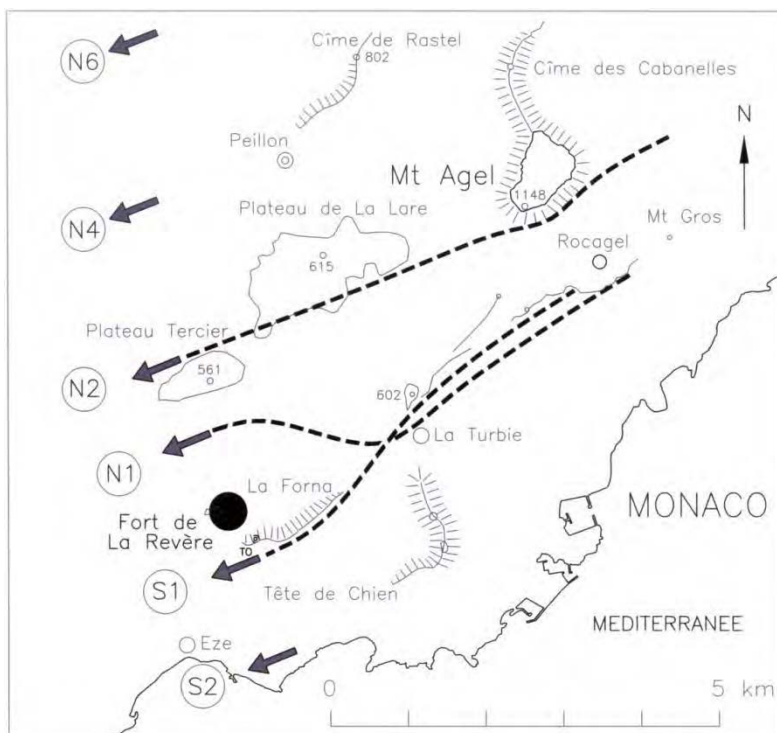 N6
Cîme de Rastel
802
Cîme des Cabanelles
N
Peillon
Mt Agel
1148
N4
Plateau de La Lare
Mt Gros
Rocagel
615
Plateau Tercier
561
N2
602
La Turbie
N1
La Forna
MONACO
Fort de
La Revère
TO
S1
Tête de Chien
MEDITERRANEE
Eze
S2
0
5 km